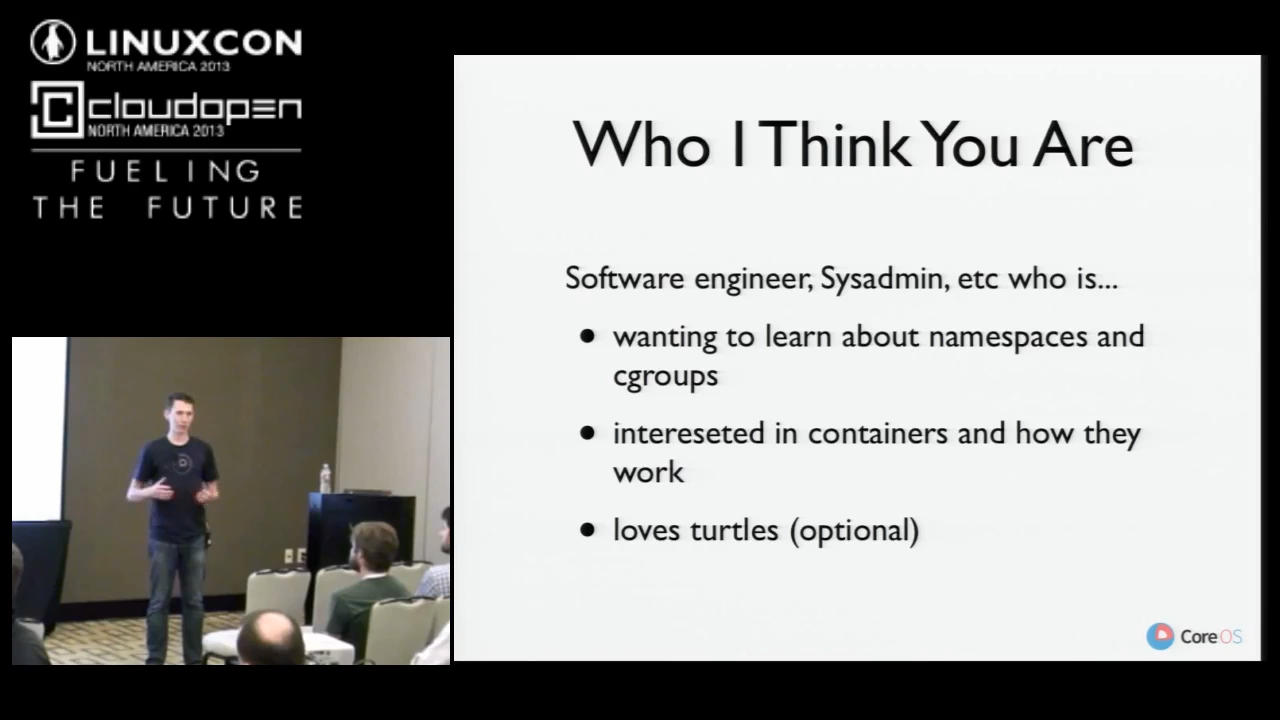 LINUXCON
NORTH AMERICA 2013
cloudopen
NORTH AMERICA 2013
FUELING
THE FUTURE
Who I Think You Are
Software engineer, Sysadmin, etc who is...
• wanting to learn about namespaces and
cgroups
• intereseted in containers and how they
work
• loves turtles (optional)
CoreOS